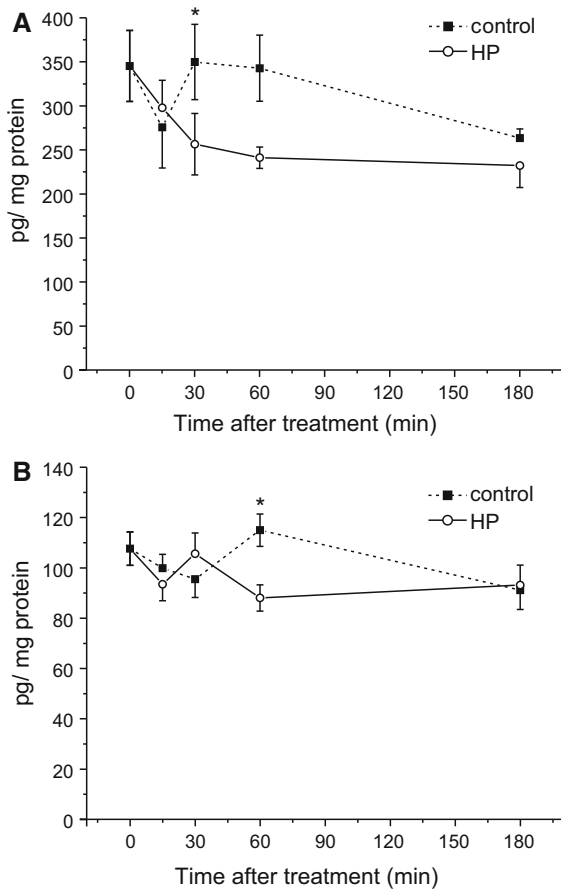 A
*
control
HP
400
350
300
250
200
150
100
50
0
pg/ mg protein
0 30 60 90 120 150 180
Time after treatment (min)
B
*
control
HP
140
120
100
80
60
40
20
0
pg/ mg protein
0 30 60 90 120 150 180
Time after treatment (min)